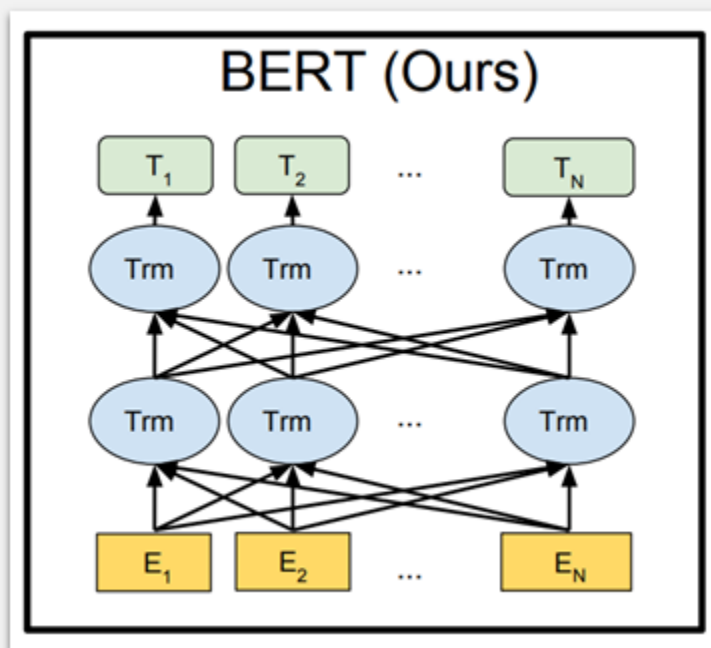 BERT (Ours)
T₁ T₂ ... Tₙ
Trm Trm ... Trm
Trm Trm ... Trm
E₁ E₂ ... Eₙ